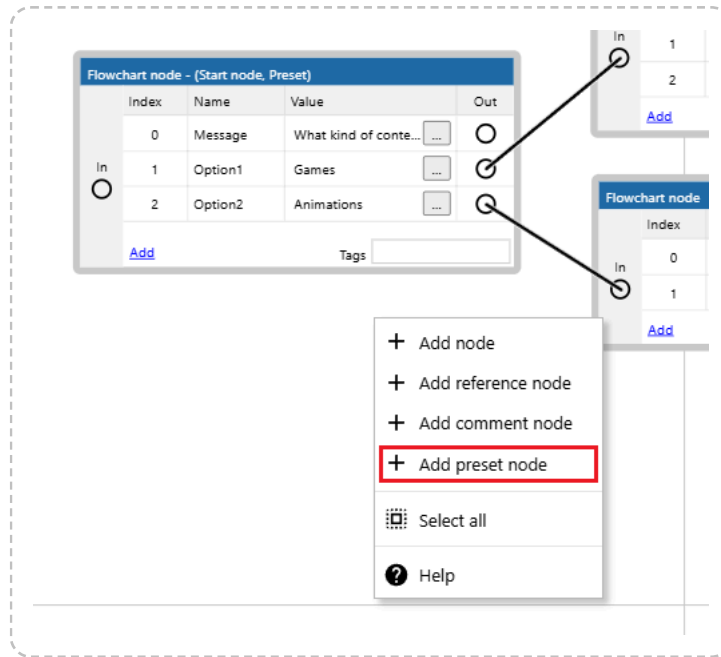 Flowchart node - (Start node, Preset)
Index Name Value Out
0 Message What kind of conte... ...
In
1 Option1 Games ...
2 Option2 Animations ...
Add Tags
In
1
2
Add
Flowchart node
Index
0
In
1
Add
Add node
Add reference node
Add comment node
Add preset node
Select all
Help